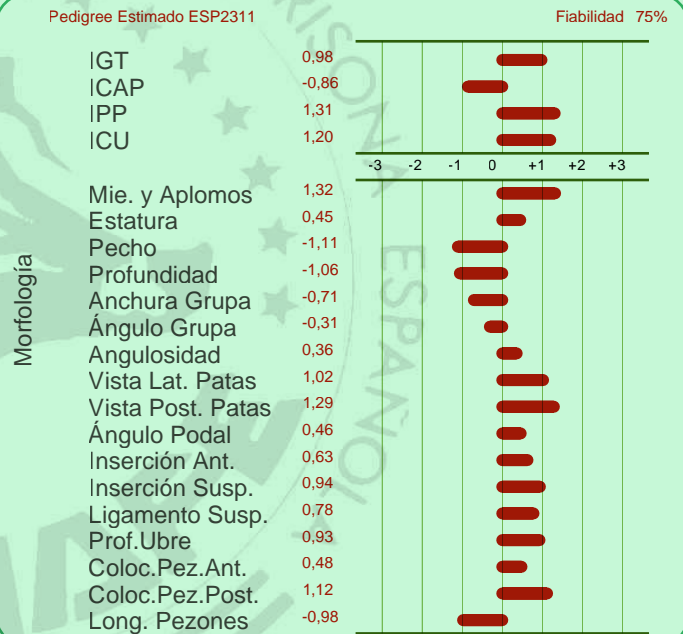 Pedigree Estimado ESP2311 Fiabilidad 75%
IGT 0,98
ICAP -0,86
IPP 1,31
ICU 1,20
-3 -2 -1 0 +1 +2 +3
Morfología
Mie. y Aplomos 1,32
Estatura 0,45
Pecho -1,11
Profundidad -1,06
Anchura Grupa -0,71
Ángulo Grupa -0,31
Angulosidad 0,36
Vista Lat. Patas 1,02
Vista Post. Patas 1,29
Ángulo Podal 0,46
Inserción Ant. 0,63
Inserción Susp. 0,94
Ligamento Susp. 0,78
Prof.Ubre 0,93
Coloc.Pez.Ant. 0,48
Coloc.Pez.Post. 1,12
Long. Pezones -0,98
ESPAÑOLA